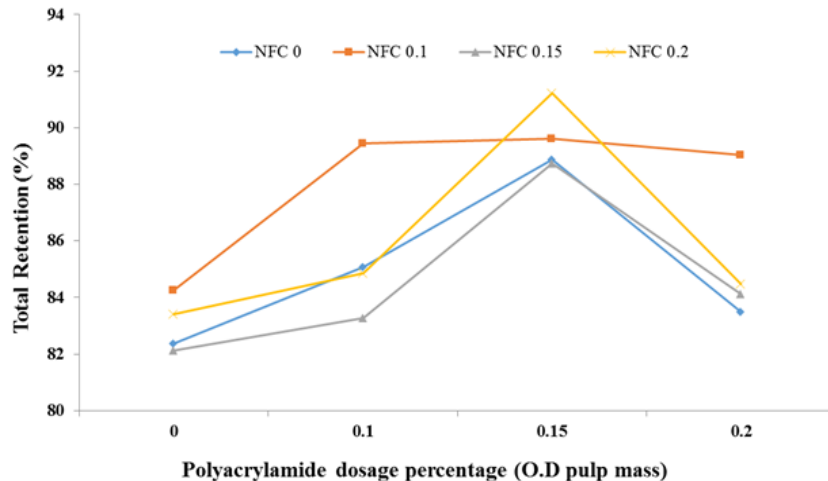 94
NFC 0 NFC 0.1 NFC 0.15 NFC 0.2
92
90
88
86
84
82
80
Total Retention (%)
0 0.1 0.15 0.2
Polyacrylamide dosage percentage (O.D pulp mass)